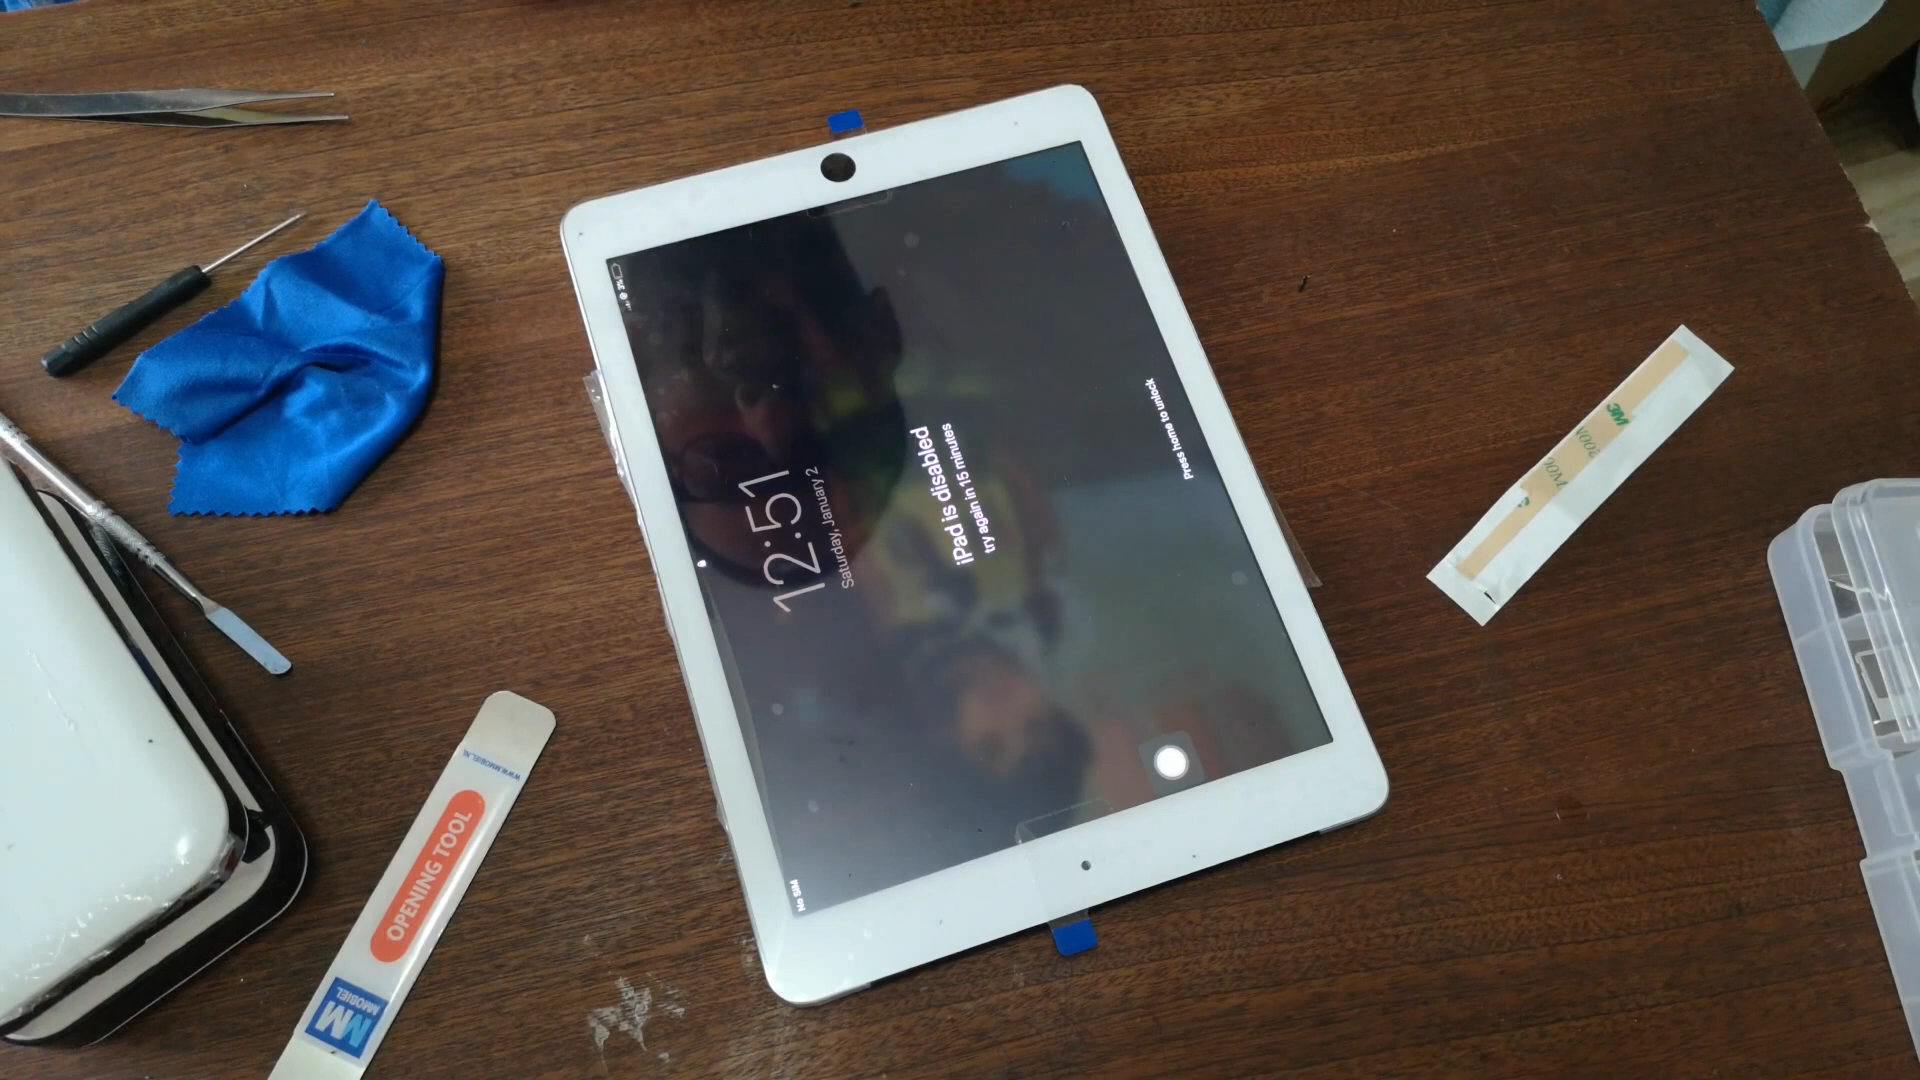 No SIM
3%
12:51
Saturday, January 2
iPad is disabled
try again in 15 minutes
Press home to unlock
WWW.MMOBIEL.NL
OPENING TOOL
MM
MMOBIEL
3M